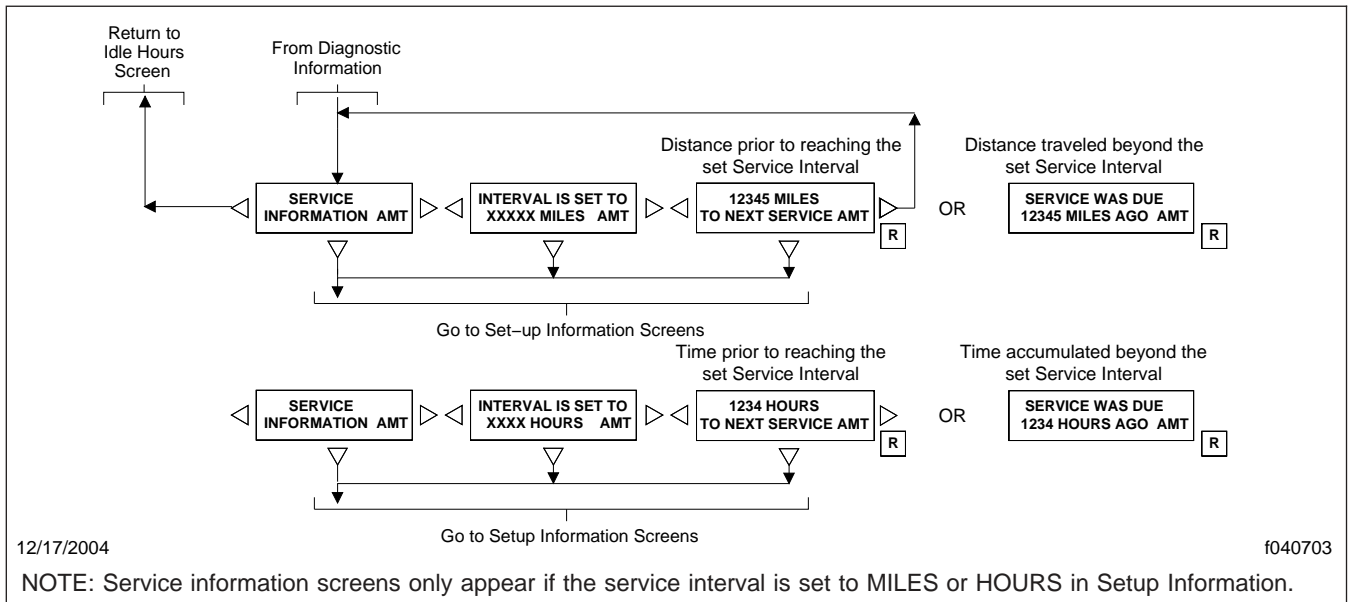 Return to
Idle Hours
Screen
From Diagnostic
Information
Distance prior to reaching the
set Service Interval
Distance traveled beyond the
set Service Interval
SERVICE
INFORMATION AMT
INTERVAL IS SET TO
XXXXX MILES AMT
12345 MILES
TO NEXT SERVICE AMT
R
OR
SERVICE WAS DUE
12345 MILES AGO AMT
R
Go to Set−up Information Screens
Time prior to reaching the
set Service Interval
Time accumulated beyond the
set Service Interval
SERVICE
INFORMATION AMT
INTERVAL IS SET TO
XXXX HOURS AMT
1234 HOURS
TO NEXT SERVICE AMT
R
OR
SERVICE WAS DUE
1234 HOURS AGO AMT
R
Go to Setup Information Screens
12/17/2004
f040703
NOTE: Service information screens only appear if the service interval is set to MILES or HOURS in Setup Information.